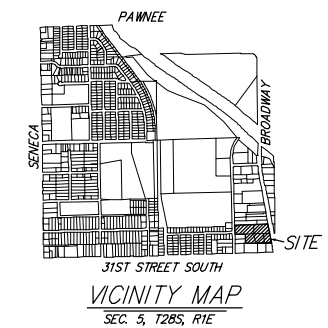 PAWNEE
SENECA
BROADWAY
SITE
31ST STREET SOUTH
VICINITY MAP
SEC. 5, T28S, R1E